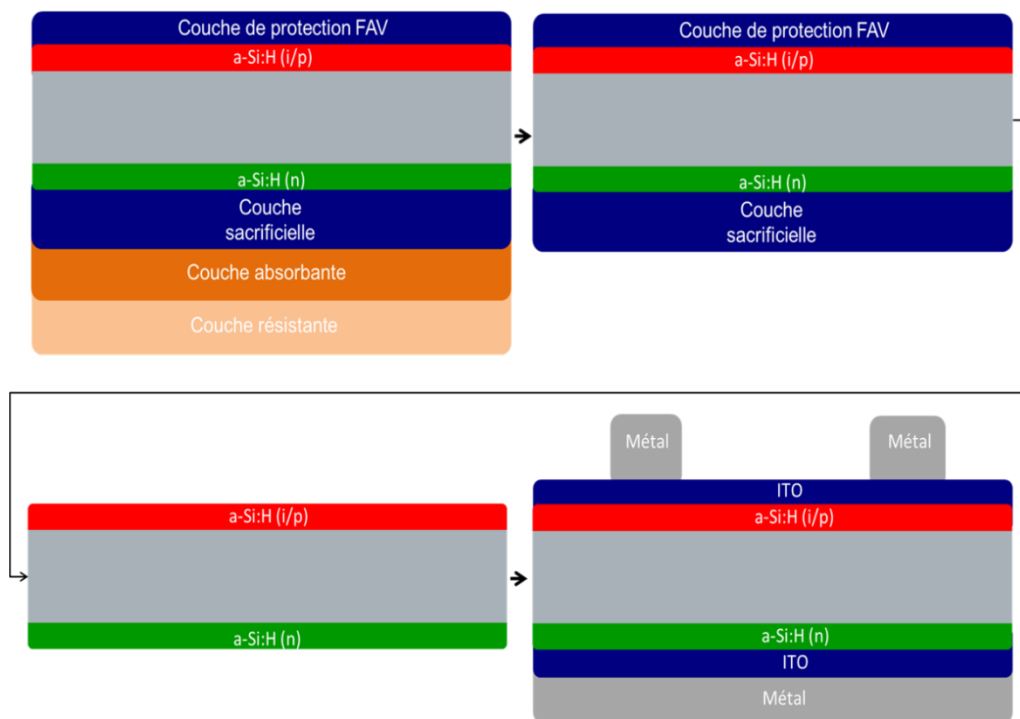 Couche de protection FAV
a-Si:H (i/p)
a-Si:H (n)
Couche
sacrificielle
Couche absorbante
Couche résistante
Couche de protection FAV
a-Si:H (i/p)
a-Si:H (n)
Couche
sacrificielle
a-Si:H (i/p)
a-Si:H (n)
Métal
Métal
ITO
a-Si:H (i/p)
a-Si:H (n)
ITO
Métal